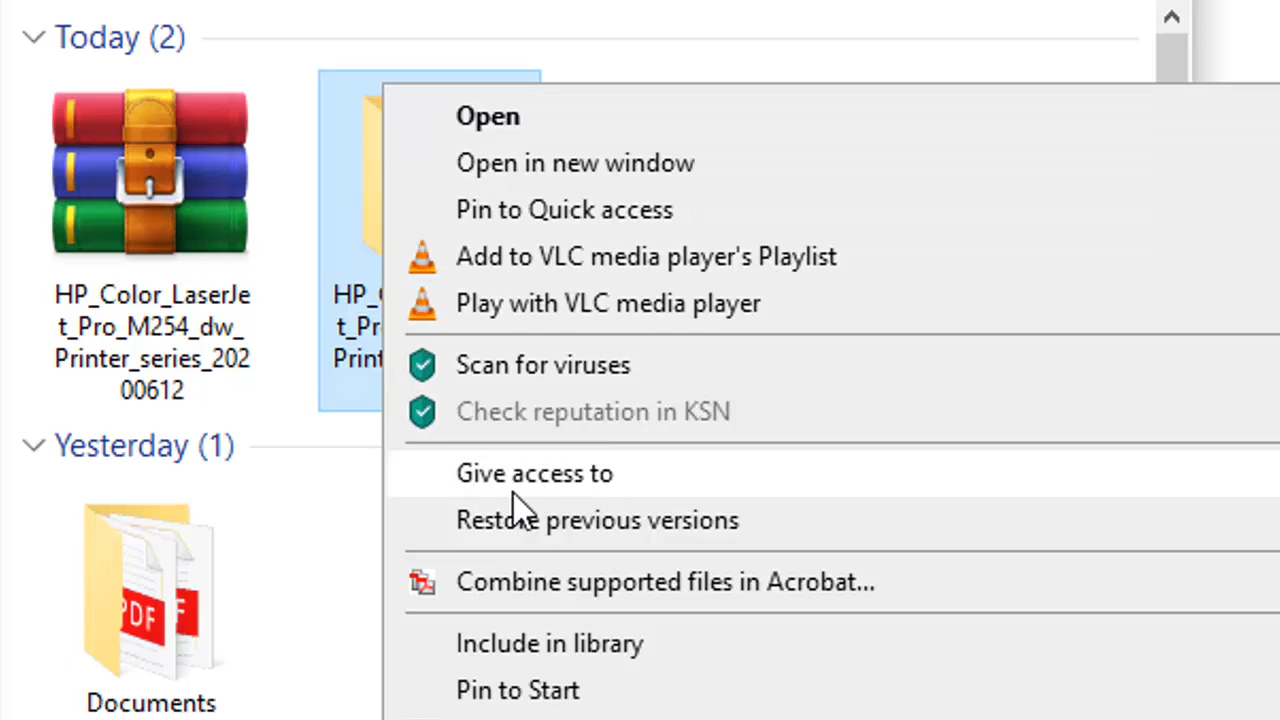 Today (2)
HP_Color_LaserJe
t_Pro_M254_dw_
Printer_series_202
00612
HP_
t_Pr
Print
Open
Open in new window
Pin to Quick access
Add to VLC media player's Playlist
Play with VLC media player
Scan for viruses
Check reputation in KSN
Give access to
Restore previous versions
Combine supported files in Acrobat...
Include in library
Pin to Start
Yesterday (1)
PDF
F
Documents